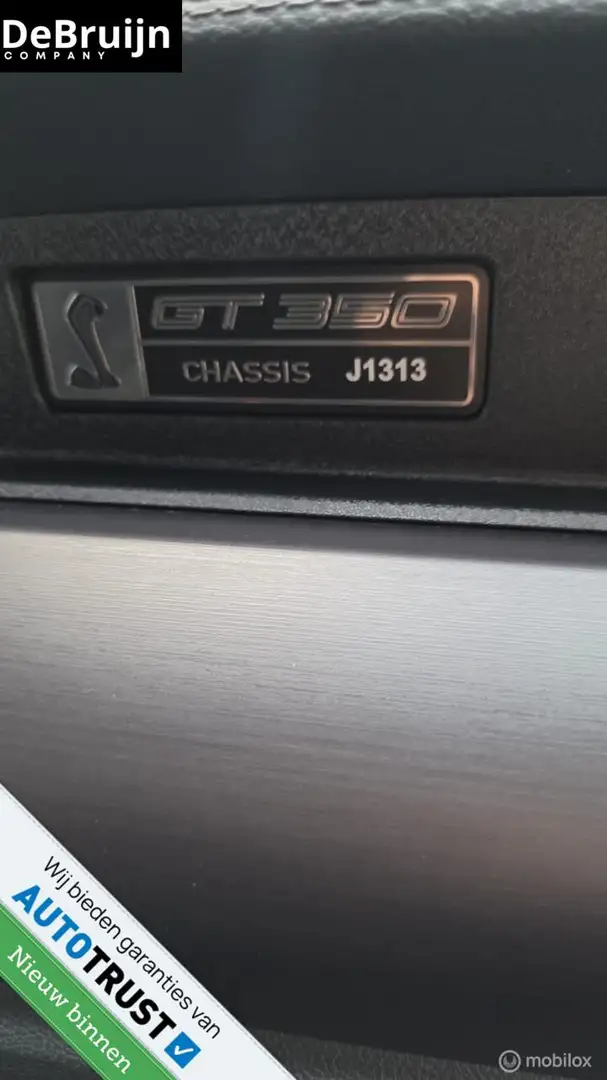 DeBruijn
COMPANY
GT350
CHASSIS J1313
Wij bieden garanties van
AUTOTRUST
Nieuw binnen
mobilox